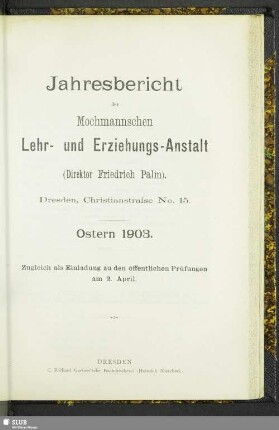 Jahresbericht
der
Mochmannschen
Lehr- und Erziehungs-Anstalt
(Direktor Friedrich Palm).
Dresden, Christianstraße No. 15.
Ostern 1903.
Zugleich als Einladung zu den öffentlichen Prüfungen
am 2. April.
DRESDEN
SLUB